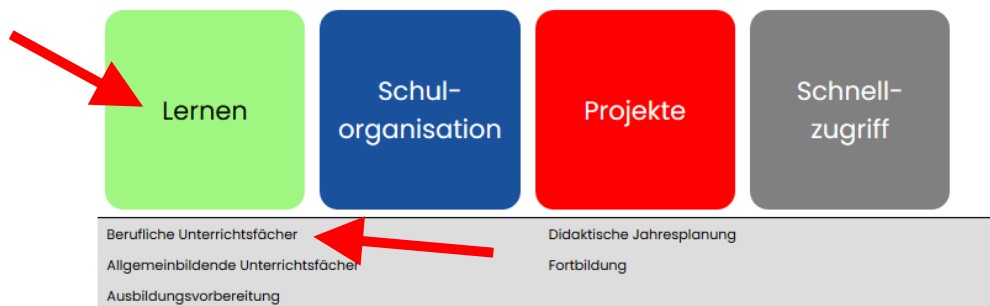 Lernen
Schul-
organisation
Projekte
Schnell-
zugriff
Berufliche Unterrichtsfächer
Didaktische Jahresplanung
Allgemeinbildende Unterrichtsfächer
Fortbildung
Ausbildungsvorbereitung